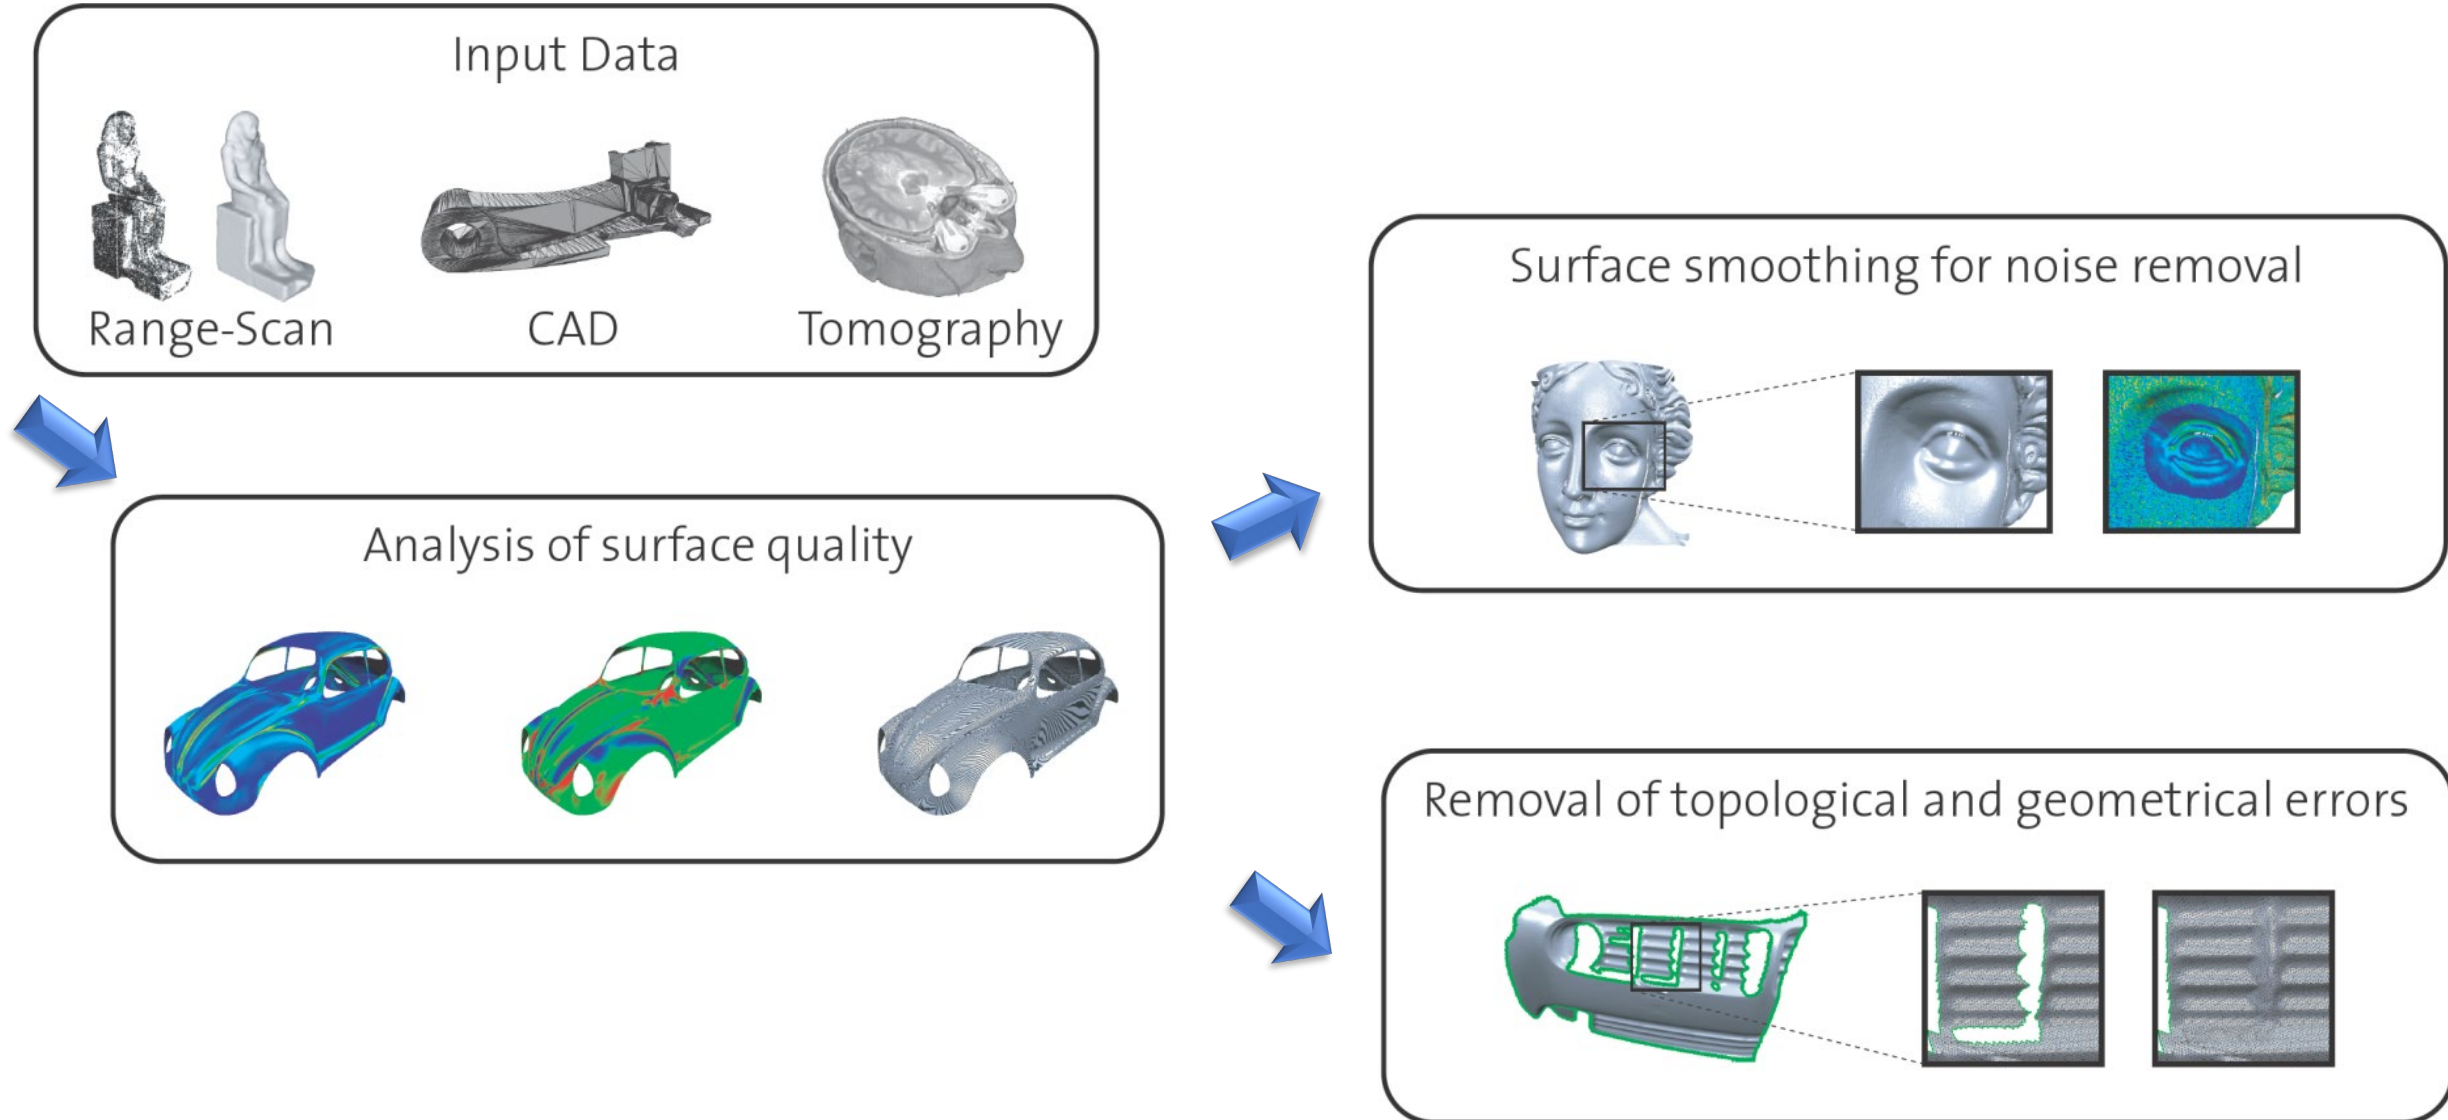 Input Data
Range-Scan
CAD
Tomography
Analysis of surface quality
Surface smoothing for noise removal
Removal of topological and geometrical errors